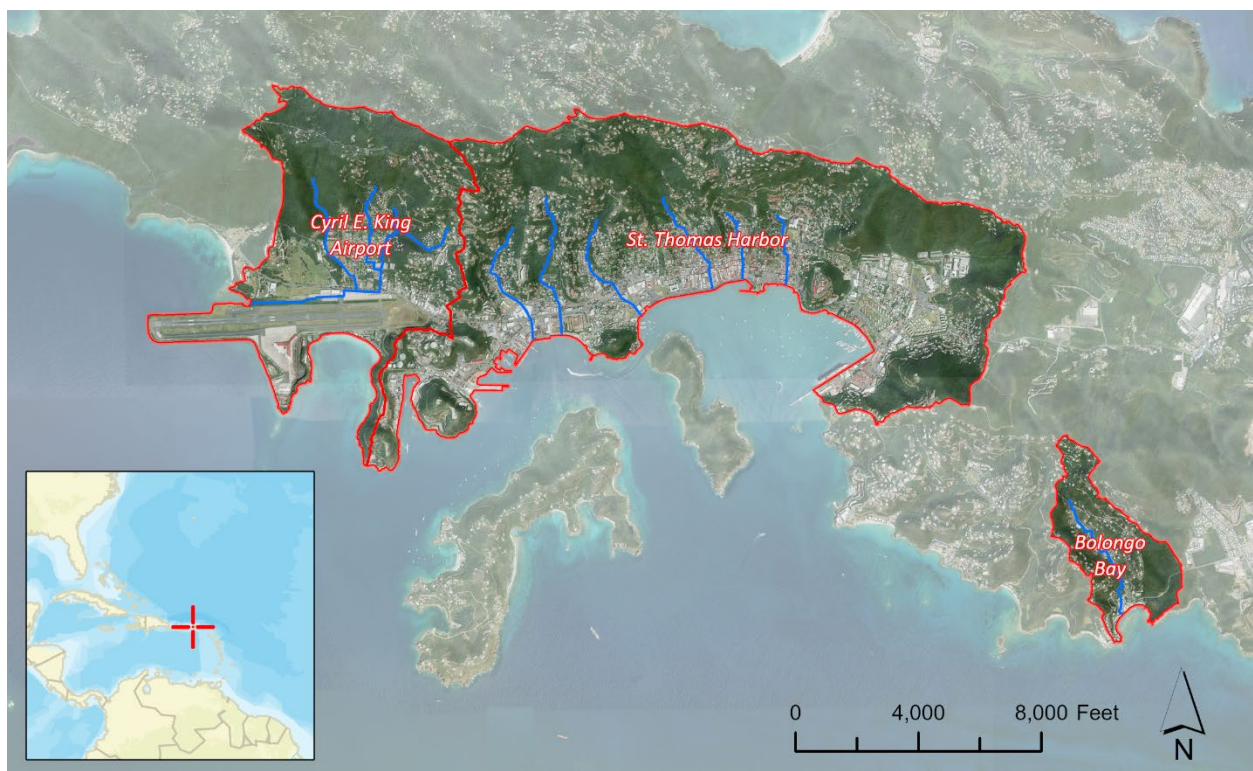 Cyril E. King
Airport
St. Thomas Harbor
Bolongo
Bay
0 4,000 8,000 Feet
N